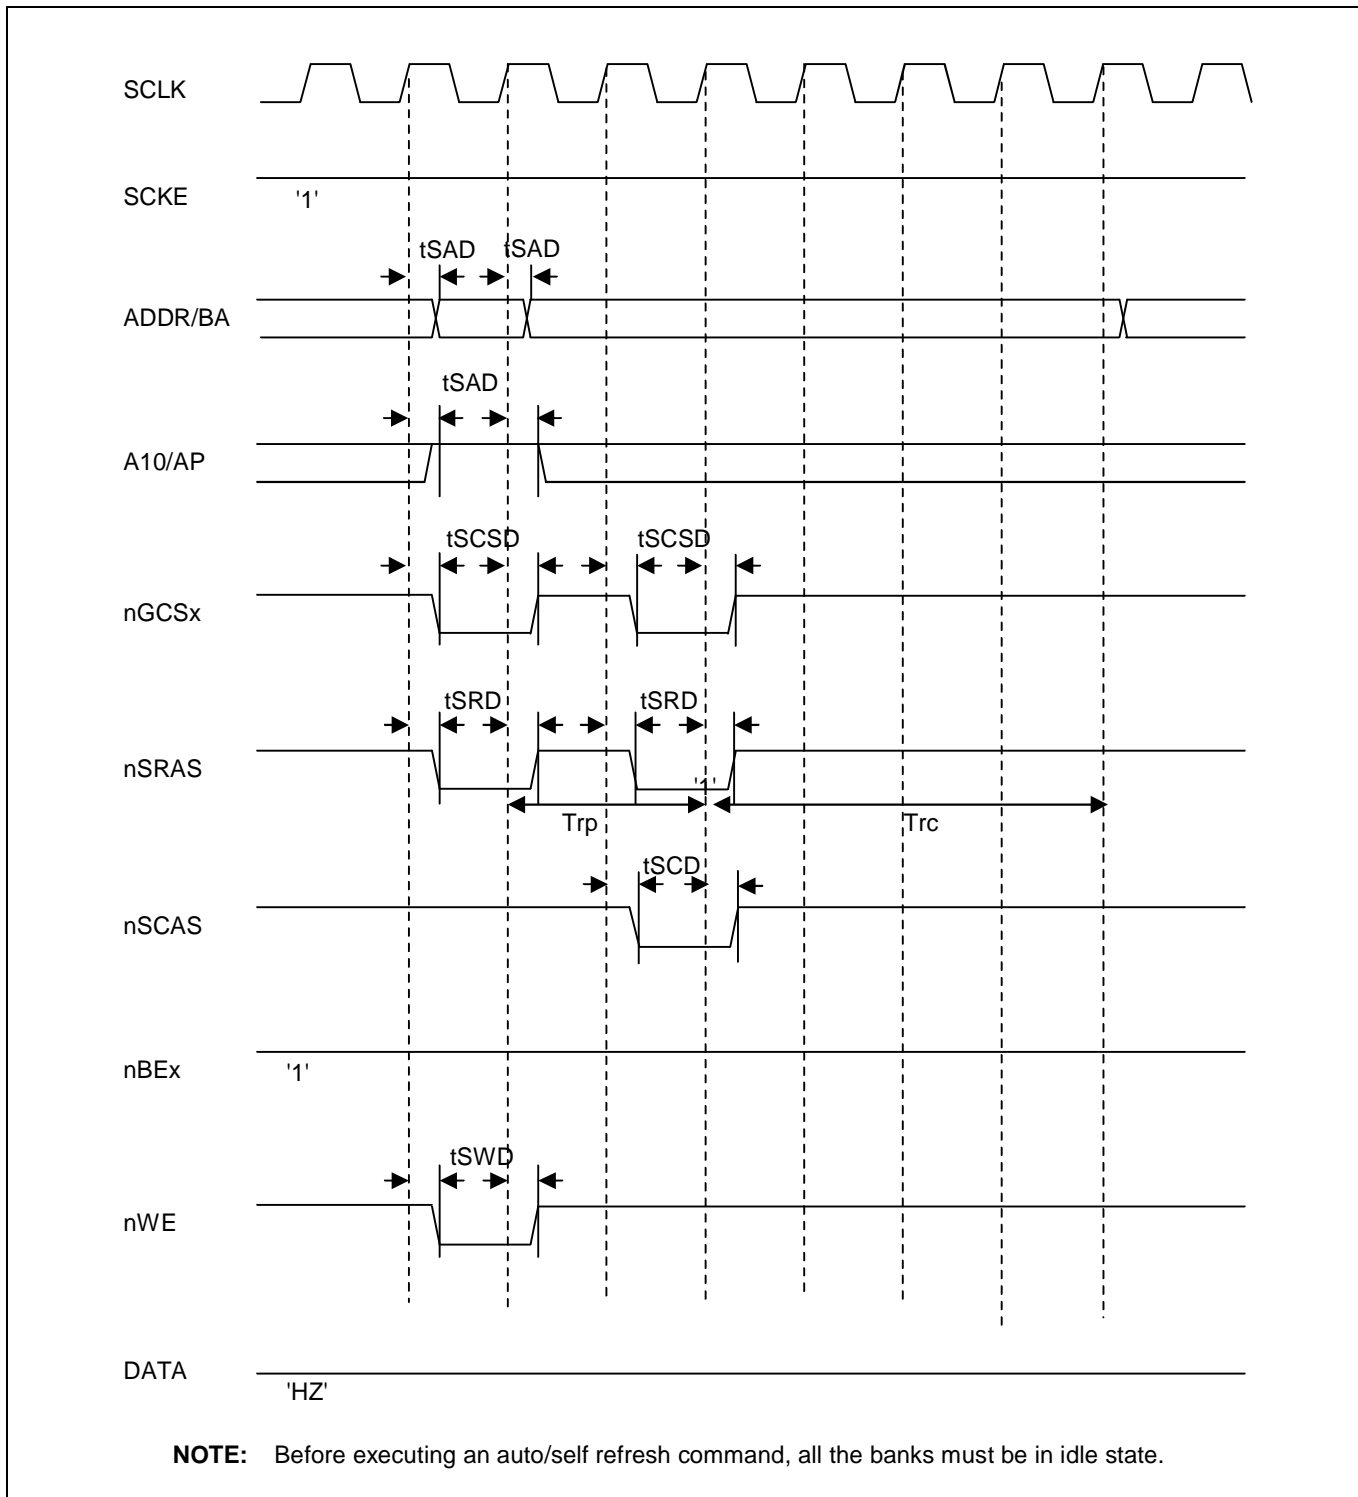 SCLK
SCKE
'1'
tSAD tSAD
ADDR/BA
tSAD
A10/AP
tSCSD tSCSD
nGCSx
tSRD tSRD
nSRAS
'1'
Trp Trc
tSCD
nSCAS
nBEx
'1'
tSWD
nWE
DATA
'HZ'
NOTE: Before executing an auto/self refresh command, all the banks must be in idle state.